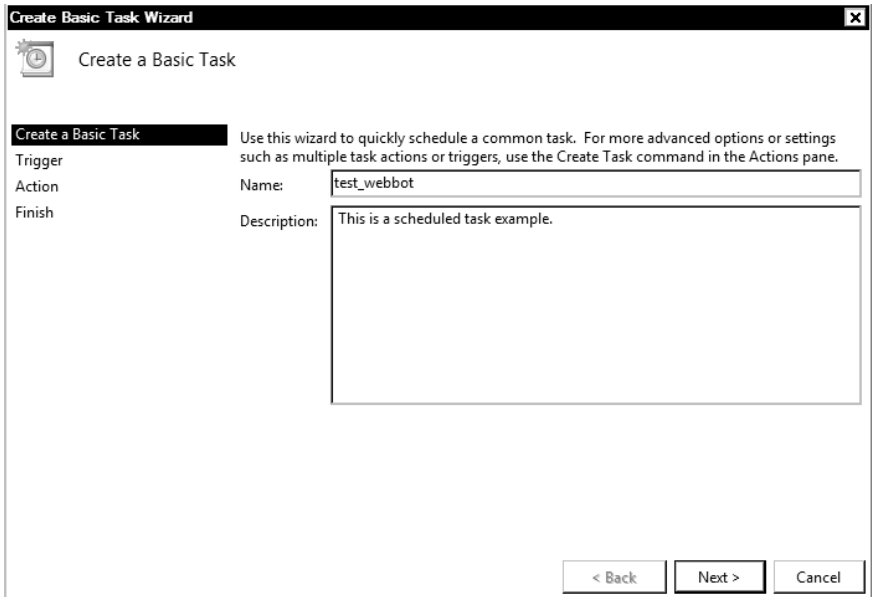 Create Basic Task Wizard
Create a Basic Task
Create a Basic Task
Trigger
Action
Finish
Use this wizard to quickly schedule a common task. For more advanced options or settings
such as multiple task actions or triggers, use the Create Task command in the Actions pane.
Name: test_webbot
Description: This is a scheduled task example.
< Back Next > Cancel